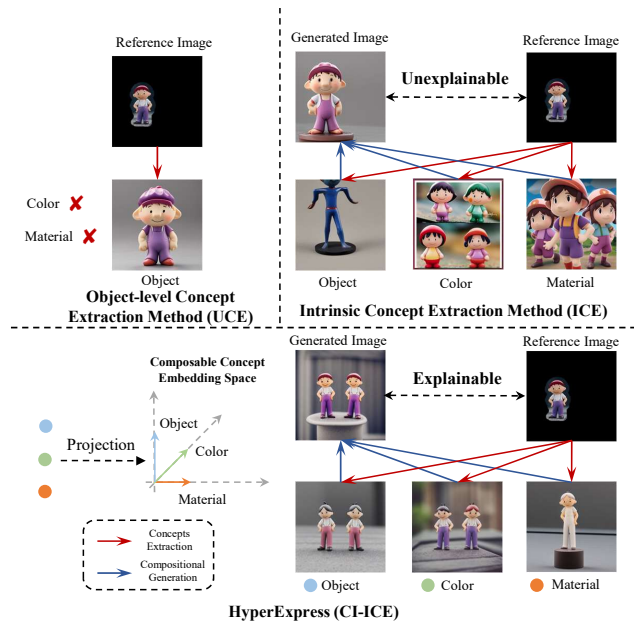 Reference Image
Color ✘
Material ✘
Object
Object-level Concept
Extraction Method (UCE)
Generated Image
Reference Image
Unexplainable
Object
Color
Material
Intrinsic Concept Extraction Method (ICE)
Composable Concept
Embedding Space
Projection
Object
Color
Material
Concepts
Extraction
Compositional
Generation
Generated Image
Reference Image
Explainable
Object
Color
Material
HyperExpress (CI-ICE)